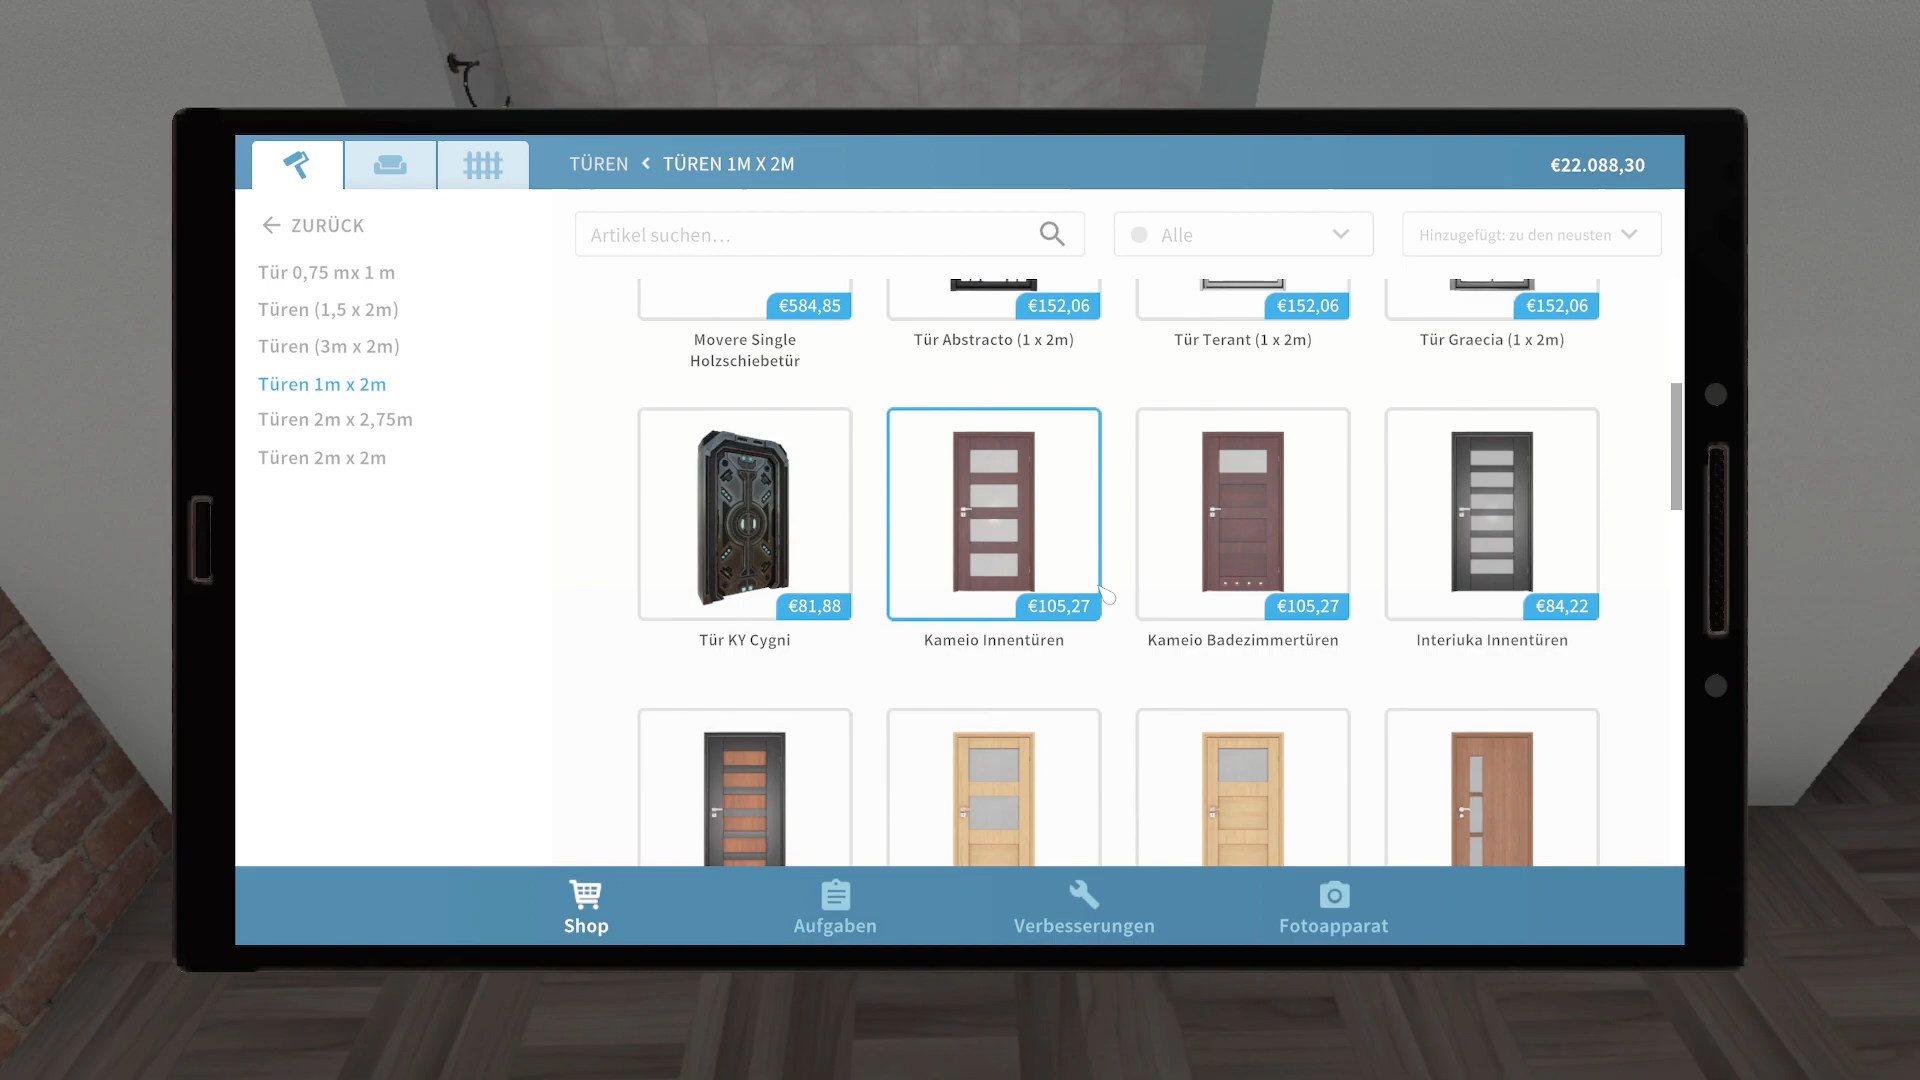 TÜREN < TÜREN 1M X 2M
€22.088,30
ZURÜCK
Tür 0,75 mx 1 m
Türen (1,5 x 2m)
Türen (3m x 2m)
Türen 1m x 2m
Türen 2m x 2,75m
Türen 2m x 2m
Artikel suchen...
Alle
Hinzugefügt: zu den neusten
€584,85
€152,06
€152,06
€152,06
Movere Single
Holzschiebetür
Tür Abstracto (1 x 2m)
Tür Terant (1 x 2m)
Tür Graecia (1 x 2m)
€81,88
€105,27
€105,27
€84,22
Tür KY Cygni
Kameio Innentüren
Kameio Badezimmertüren
Interiuka Innentüren
Shop
Aufgaben
Verbesserungen
Fotoapparat